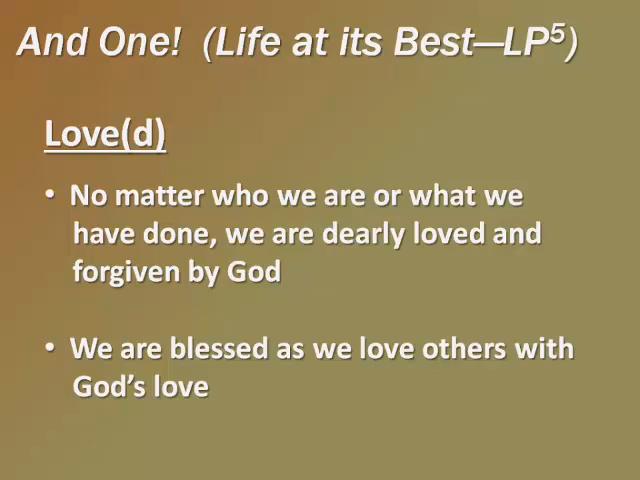 And One!  (Life at its Best—LP⁵)
Love(d)
• No matter who we are or what we
have done, we are dearly loved and
forgiven by God
• We are blessed as we love others with
God's love